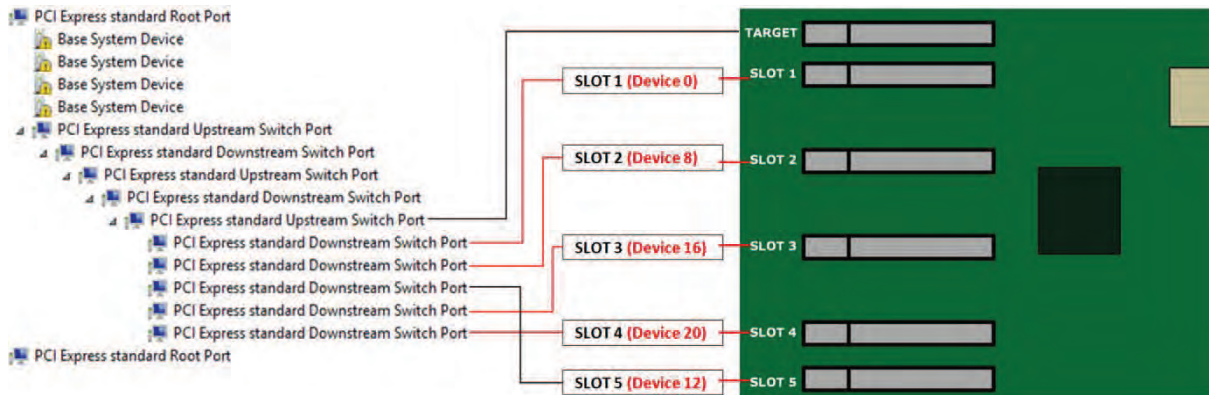 PCI Express standard Root Port
Base System Device
Base System Device
Base System Device
Base System Device
PCI Express standard Upstream Switch Port
PCI Express standard Downstream Switch Port
PCI Express standard Upstream Switch Port
PCI Express standard Downstream Switch Port
PCI Express standard Upstream Switch Port
PCI Express standard Downstream Switch Port
PCI Express standard Downstream Switch Port
PCI Express standard Downstream Switch Port
PCI Express standard Downstream Switch Port
PCI Express standard Downstream Switch Port
PCI Express standard Root Port
SLOT 1 (Device 0)
SLOT 2 (Device 8)
SLOT 3 (Device 16)
SLOT 4 (Device 20)
SLOT 5 (Device 12)
TARGET
SLOT 1
SLOT 2
SLOT 3
SLOT 4
SLOT 5